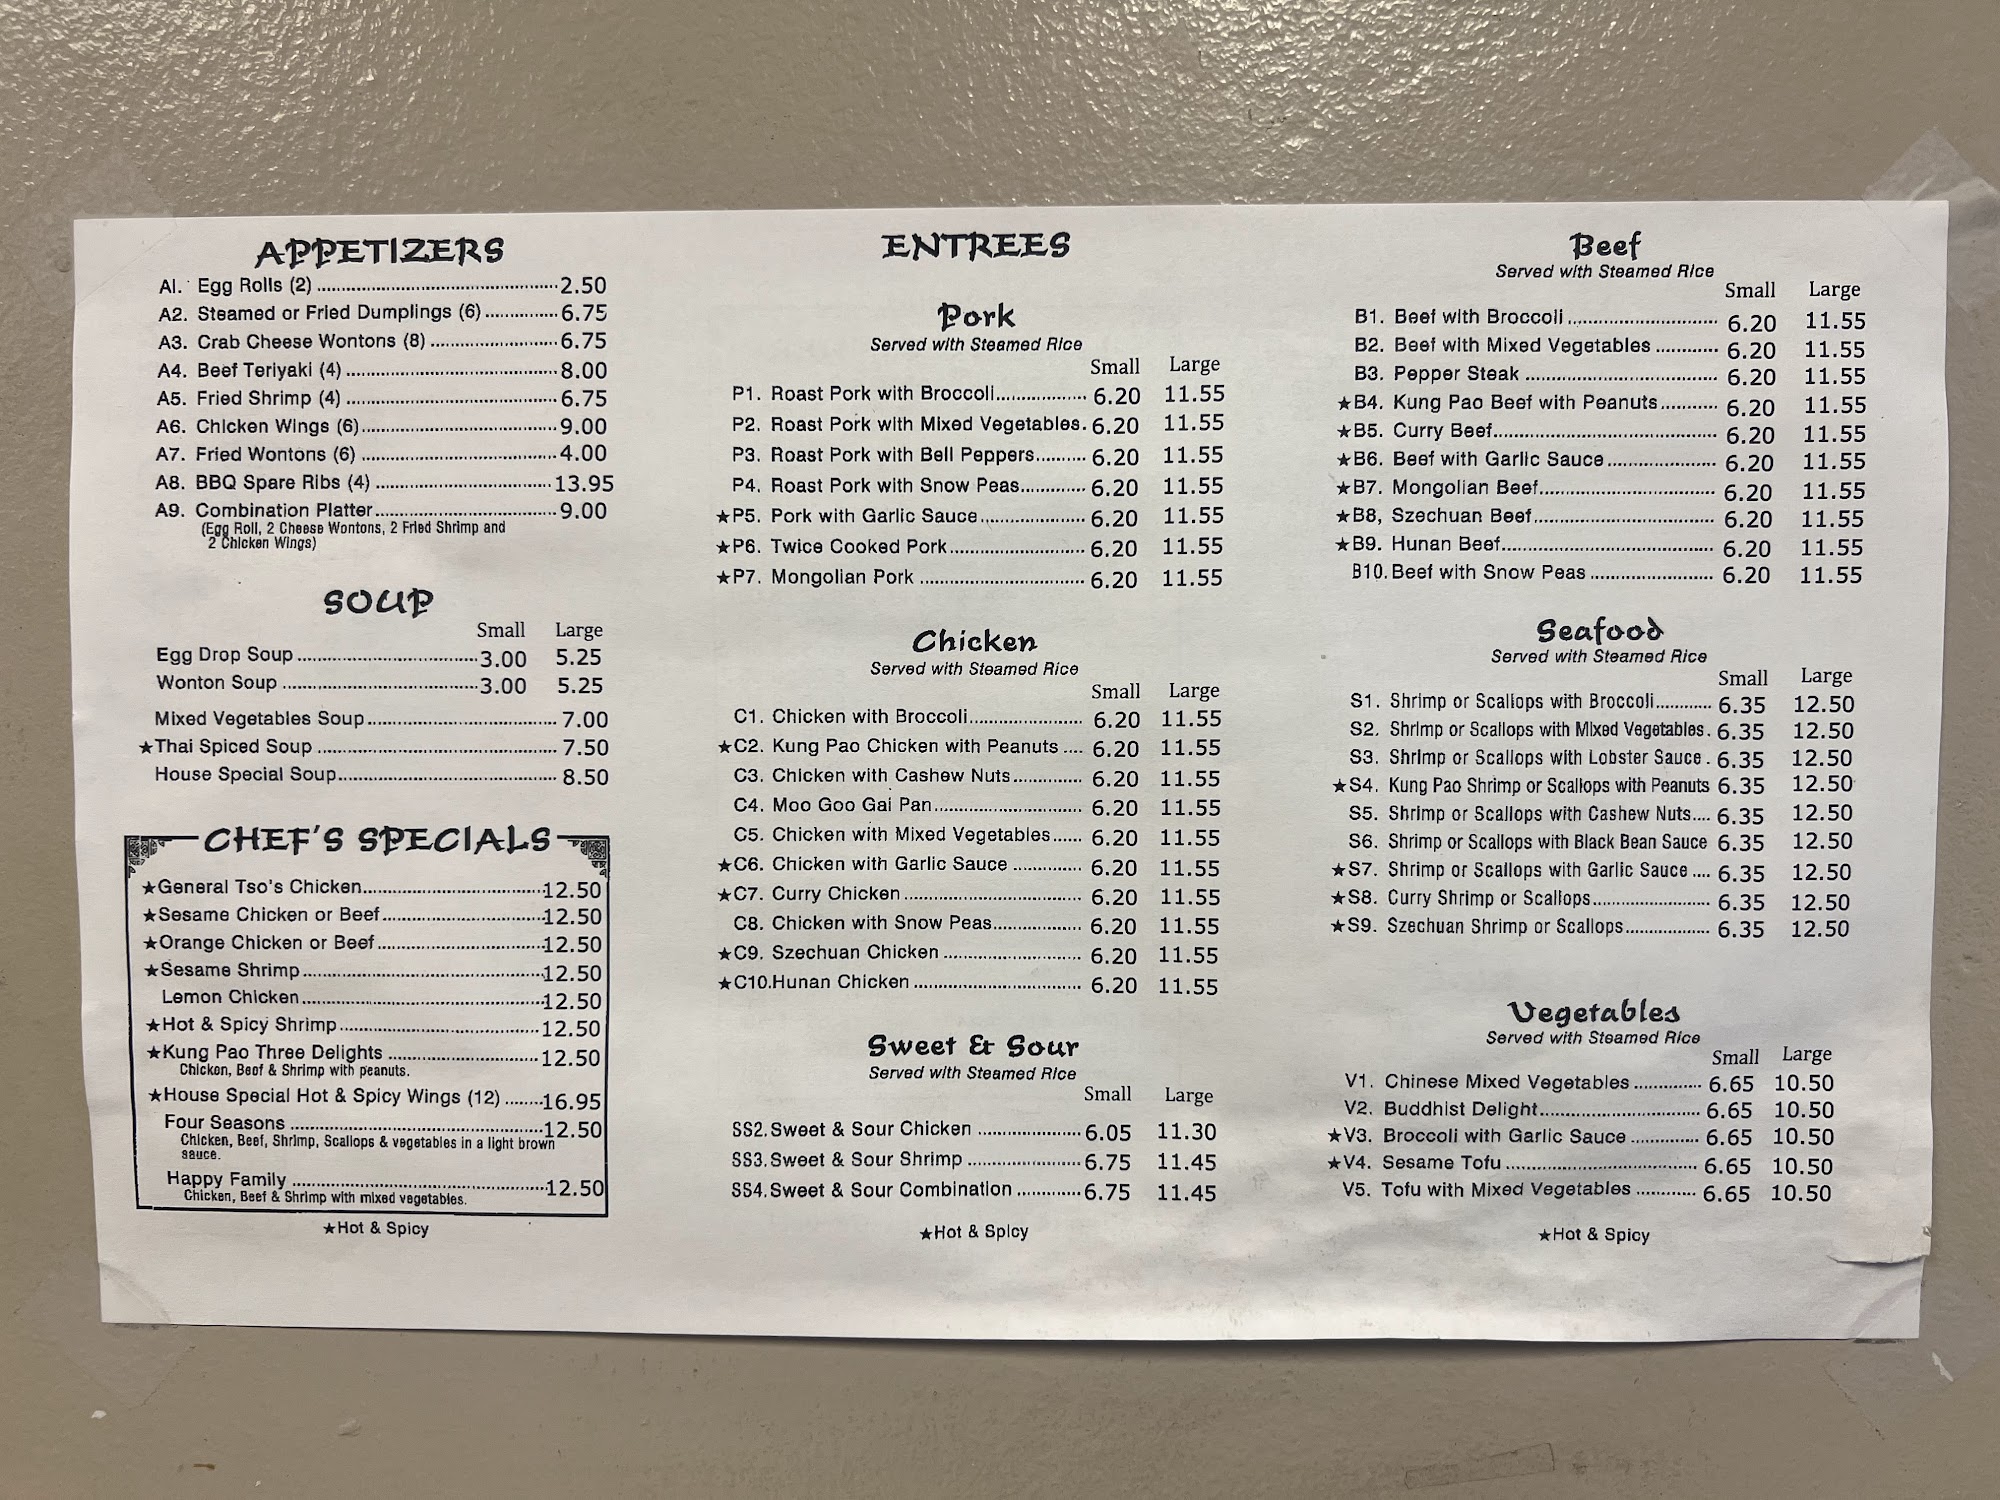 APPETIZERS
A1. Egg Rolls (2) 2.50
A2. Steamed or Fried Dumplings (6) 6.75
A3. Crab Cheese Wontons (8) 6.75
A4. Beef Teriyaki (4) 8.00
A5. Fried Shrimp (4) 6.75
A6. Chicken Wings (6) 9.00
A7. Fried Wontons (6) 4.00
A8. BBQ Spare Ribs (4) 13.95
A9. Combination Platter 9.00
(Egg Roll, 2 Cheese Wontons, 2 Fried Shrimp and
2 Chicken Wings)
SOUP
Small Large
Egg Drop Soup 3.00 5.25
Wonton Soup 3.00 5.25
Mixed Vegetables Soup 7.00
★Thai Spiced Soup 7.50
House Special Soup 8.50
CHEF'S SPECIALS
★General Tso's Chicken 12.50
★Sesame Chicken or Beef 12.50
★Orange Chicken or Beef 12.50
★Sesame Shrimp 12.50
Lemon Chicken 12.50
★Hot & Spicy Shrimp 12.50
★Kung Pao Three Delights 12.50
Chicken, Beef & Shrimp with peanuts.
★House Special Hot & Spicy Wings (12) 16.95
Four Seasons 12.50
Chicken, Beef, Shrimp, Scallops & vegetables in a light brown
sauce.
Happy Family 12.50
Chicken, Beef & Shrimp with mixed vegetables.
★Hot & Spicy
ENTREES
Pork
Served with Steamed Rice
Small Large
P1. Roast Pork with Broccoli 6.20 11.55
P2. Roast Pork with Mixed Vegetables. 6.20 11.55
P3. Roast Pork with Bell Peppers 6.20 11.55
P4. Roast Pork with Snow Peas 6.20 11.55
★P5. Pork with Garlic Sauce 6.20 11.55
★P6. Twice Cooked Pork 6.20 11.55
★P7. Mongolian Pork 6.20 11.55
Chicken
Served with Steamed Rice
Small Large
C1. Chicken with Broccoli 6.20 11.55
★C2. Kung Pao Chicken with Peanuts 6.20 11.55
C3. Chicken with Cashew Nuts 6.20 11.55
C4. Moo Goo Gai Pan 6.20 11.55
C5. Chicken with Mixed Vegetables 6.20 11.55
★C6. Chicken with Garlic Sauce 6.20 11.55
★C7. Curry Chicken 6.20 11.55
C8. Chicken with Snow Peas 6.20 11.55
★C9. Szechuan Chicken 6.20 11.55
★C10.Hunan Chicken 6.20 11.55
Sweet & Sour
Served with Steamed Rice
Small Large
SS2.Sweet & Sour Chicken 6.05 11.30
SS3.Sweet & Sour Shrimp 6.75 11.45
SS4.Sweet & Sour Combination 6.75 11.45
★Hot & Spicy
Beef
Served with Steamed Rice
Small Large
B1. Beef with Broccoli 6.20 11.55
B2. Beef with Mixed Vegetables 6.20 11.55
B3. Pepper Steak 6.20 11.55
★B4. Kung Pao Beef with Peanuts 6.20 11.55
★B5. Curry Beef 6.20 11.55
★B6. Beef with Garlic Sauce 6.20 11.55
★B7. Mongolian Beef 6.20 11.55
★B8, Szechuan Beef 6.20 11.55
★B9. Hunan Beef 6.20 11.55
B10.Beef with Snow Peas 6.20 11.55
Seafood
Served with Steamed Rice
Small Large
S1. Shrimp or Scallops with Broccoli 6.35 12.50
S2. Shrimp or Scallops with Mixed Vegetables. 6.35 12.50
S3. Shrimp or Scallops with Lobster Sauce . 6.35 12.50
★S4. Kung Pao Shrimp or Scallops with Peanuts 6.35 12.50
S5. Shrimp or Scallops with Cashew Nuts 6.35 12.50
S6. Shrimp or Scallops with Black Bean Sauce 6.35 12.50
★S7. Shrimp or Scallops with Garlic Sauce 6.35 12.50
★S8. Curry Shrimp or Scallops 6.35 12.50
★S9. Szechuan Shrimp or Scallops 6.35 12.50
Vegetables
Served with Steamed Rice
Small Large
V1. Chinese Mixed Vegetables 6.65 10.50
V2. Buddhist Delight 6.65 10.50
★V3. Broccoli with Garlic Sauce 6.65 10.50
★V4. Sesame Tofu 6.65 10.50
V5. Tofu with Mixed Vegetables 6.65 10.50
★Hot & Spicy